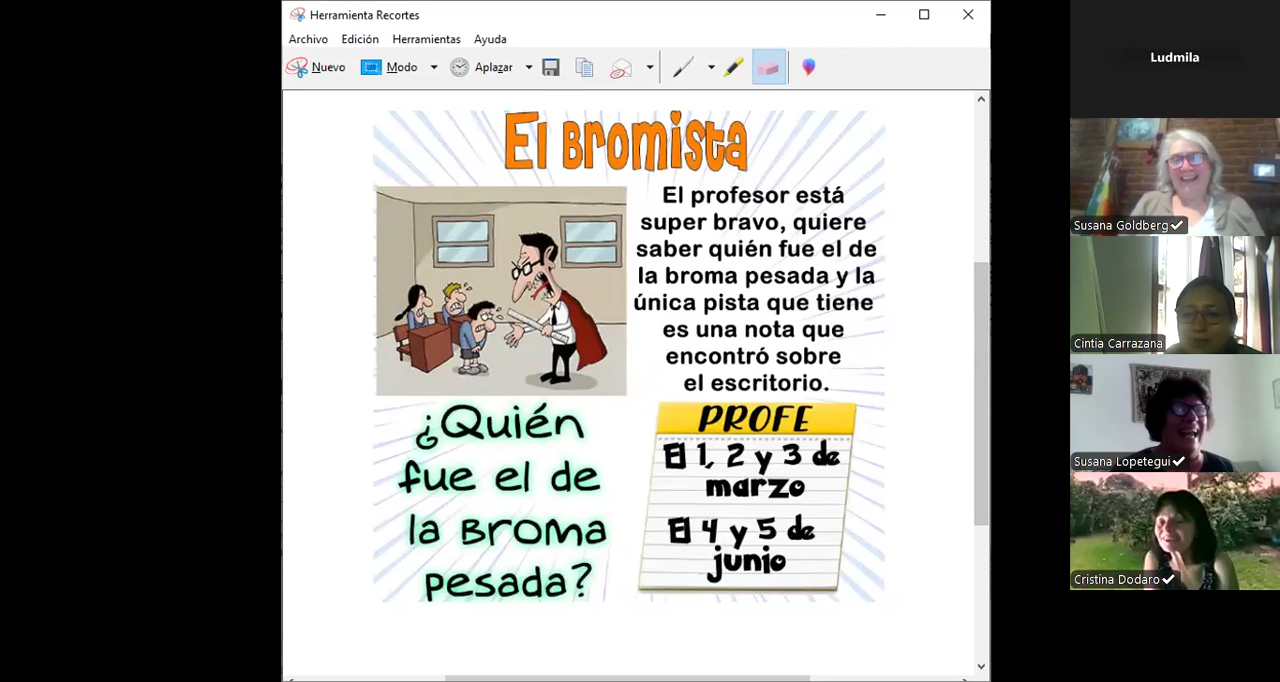 Herramienta Recortes
Archivo Edición Herramientas Ayuda
Nuevo Modo Aplazar
El Bromista
El profesor está
super bravo, quiere
saber quién fue el de
la broma pesada y la
única pista que tiene
es una nota que
encontró sobre
el escritorio.
¿Quién
fue el de
la Broma
pesada?
PROFE
El 1, 2 y 3 de
marzo
El 4 y 5 de
junio
Ludmila
Susana Goldberg
Cintia Carrazana
Susana Lopetegui
Cristina Dodaro